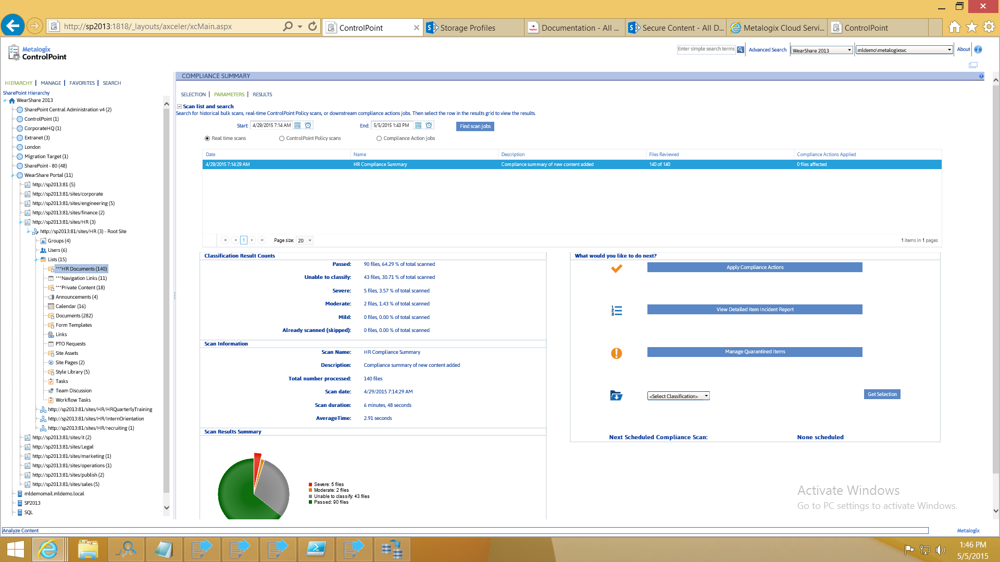 http://sp2013:1818/_layouts/axceler/xcMain.aspx
ControlPoint
Storage Profiles
Documentation - All ...
Secure Content - All D...
Metalogix Cloud Servi...
ControlPoint
Metalogix
ControlPoint
Enter simple search terms
Advanced Search
WearShare 2013
mldemo\metalogixsvc
About
HIERARCHY | MANAGE | FAVORITES | SEARCH
SharePoint Hierarchy
WearShare 2013
SharePoint Central Administration v4 (2)
ControlPoint (1)
CorporateHQ (1)
Extranet (3)
London
Migration Target (1)
SharePoint - 80 (48)
WearShare Portal (11)
http://sp2013:81 (5)
http://sp2013:81/sites/corporate
http://sp2013:81/sites/engineering (5)
http://sp2013:81/sites/finance (2)
http://sp2013:81/sites/HR (3)
http://sp2013:81/sites/HR (3) - Root Site
Groups (4)
Users (6)
Lists (15)
***HR Documents (140)
***Navigation Links (11)
***Private Content (18)
Announcements (4)
Calendar (16)
Documents (282)
Form Templates
Links
PTO Requests
Site Assets
Site Pages (2)
Style Library (5)
Tasks
Team Discussion
Workflow Tasks
http://sp2013:81/sites/HR/HRQuarterlyTraining
http://sp2013:81/sites/HR/InternOrientation
http://sp2013:81/sites/HR/recruiting (1)
http://sp2013:81/sites/it (2)
http://sp2013:81/sites/Legal
http://sp2013:81/sites/marketing (1)
http://sp2013:81/sites/operations (1)
http://sp2013:81/sites/publish (2)
http://sp2013:81/sites/sales (5)
mldemomail.mldemo.local
SP2013
SQL
COMPLIANCE SUMMARY
SELECTION | PARAMETERS | RESULTS
Scan list and search
Search for historical bulk scans, real-time ControlPoint Policy scans, or downstream compliance actions jobs. Then select the row in the results grid to view the results.
Start: 4/29/2015 7:14 AM End: 5/5/2015 1:43 PM Find scan jobs
Real time scans ControlPoint Policy scans Compliance Action jobs
Date Name Description Files Reviewed Compliance Actions Applied
4/29/2015 7:14:29 AM HR Compliance Summary Compliance summary of new content added 140 of 140 0 files affected
1 Page size: 20 1 items in 1 pages
Classification Result Counts
Passed: 90 files, 64.29 % of total scanned
Unable to classify: 43 files, 30.71 % of total scanned
Severe: 5 files, 3.57 % of total scanned
Moderate: 2 files, 1.43 % of total scanned
Mild: 0 files, 0.00 % of total scanned
Already scanned (skipped): 0 files, 0.00 % of total scanned
Scan Information
Scan Name: HR Compliance Summary
Description: Compliance summary of new content added
Total number processed: 140 files
Scan date: 4/29/2015 7:14:29 AM
Scan duration: 6 minutes, 48 seconds
AverageTime: 2.91 seconds
Scan Results Summary
Severe: 5 files
Moderate: 2 files
Unable to classify: 43 files
Passed: 90 files
What would you like to do next?
Apply Compliance Actions
View Detailed Item Incident Report
Manage Quarantined Items
<Select Classification> Get Selection
Next Scheduled Compliance Scan: None scheduled
Activate Windows
Go to PC settings to activate Windows.
Analyze Content
Metalogix
1:46 PM
5/5/2015